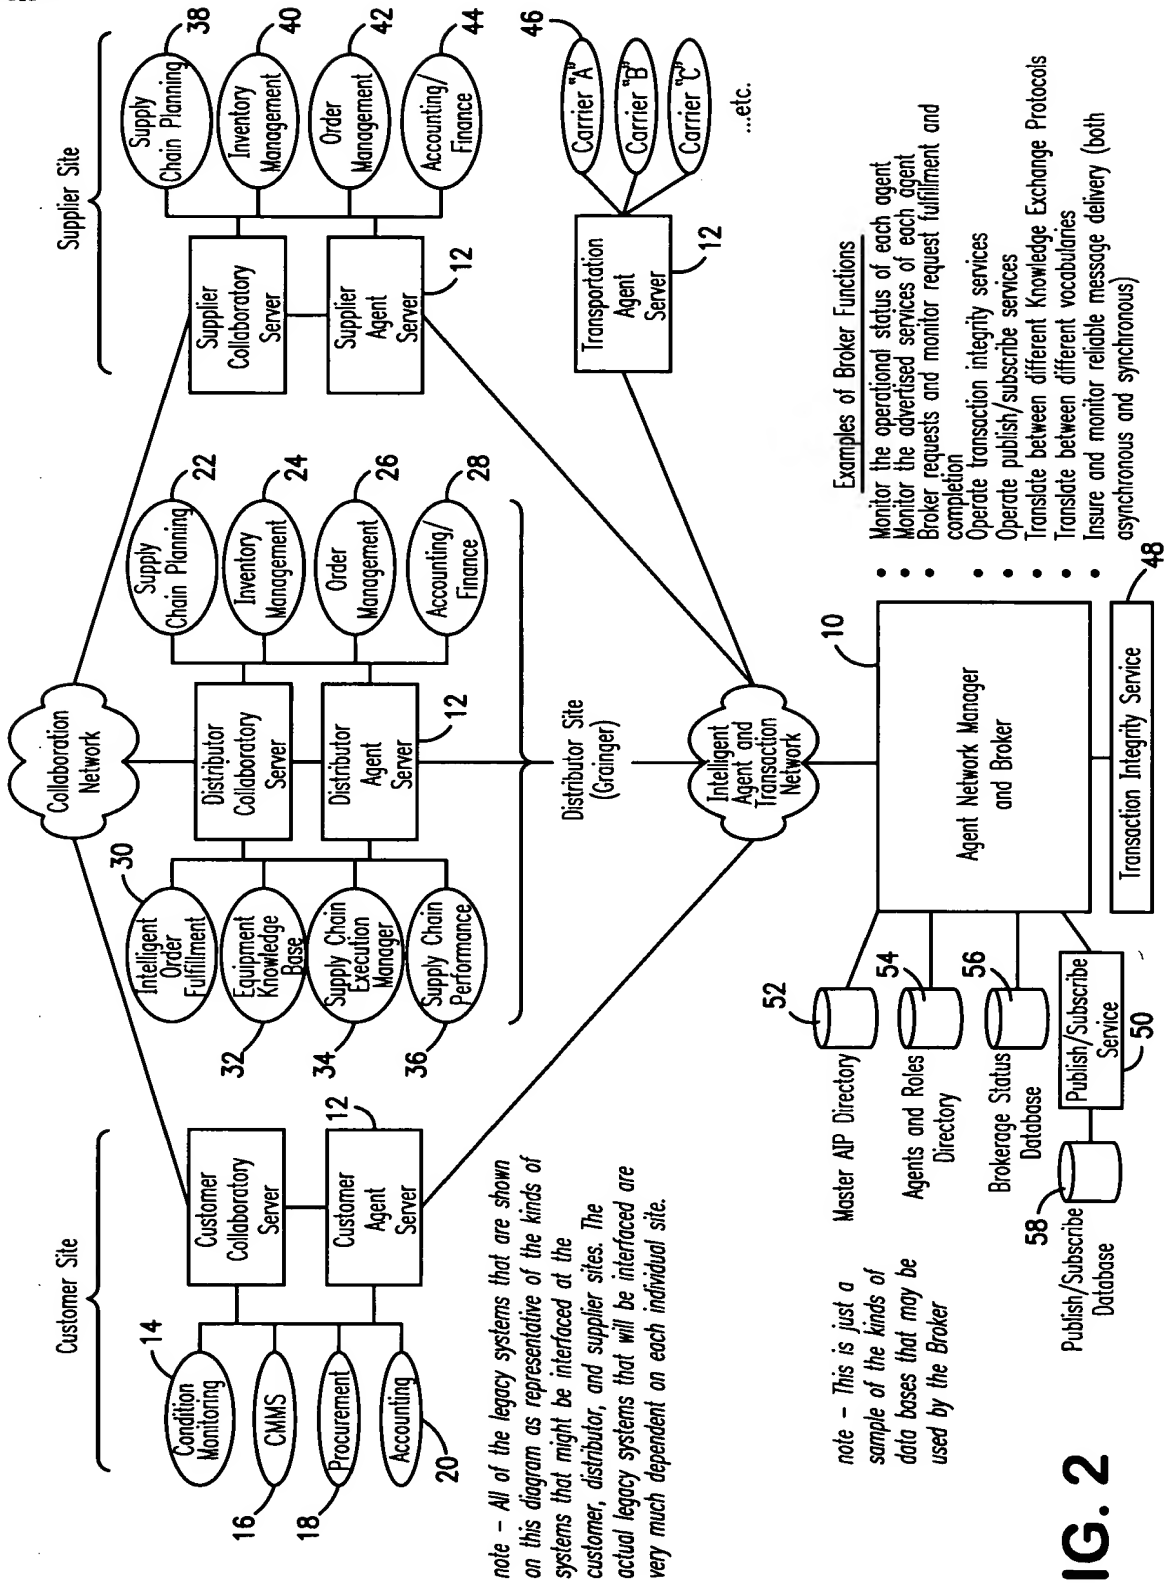 Customer Site
Supplier Site
Collaboration
Network
Condition
Monitoring
14
CMMS
16
Procurement
18
Accounting
20
Customer
Collaboratory
Server
Customer
Agent
Server
12
Intelligent
Order
Fulfillment
30
Equipment
Knowledge
Base
32
Supply Chain
Execution
Manager
34
Supply Chain
Performance
36
Distributor
Collaboratory
Server
Distributor
Agent
Server
12
Supply
Chain Planning
22
Inventory
Management
24
Order
Management
26
Accounting/
Finance
28
Distributor Site
(Grainger)
Supplier
Collaboratory
Server
Supplier
Agent
Server
12
Supply
Chain Planning
38
Inventory
Management
40
Order
Management
42
Accounting/
Finance
44
note – All of the legacy systems that are shown
on this diagram as representative of the kinds of
systems that might be interfaced at the
customer, distributor, and supplier sites. The
actual legacy systems that will be interfaced are
very much dependent on each individual site.
Intelligent
Agent and
Transaction
Network
Transportation
Agent
Server
12
46
Carrier "A"
Carrier "B"
Carrier "C"
...etc.
note – This is just a
sample of the kinds of
data bases that may be
used by the Broker
Master AIP Directory
52
Agents and Roles
Directory
54
Brokerage Status
Database
56
Publish/Subscribe
Service
50
58
Publish/Subscribe
Database
Agent Network Manager
and Broker
10
Transaction Integrity Service
48
Examples of Broker Functions
• Monitor the operational status of each agent
• Monitor the advertised services of each agent
• Broker requests and monitor request fulfillment and
completion
• Operate transaction integrity services
• Operate publish/subscribe services
• Translate between different Knowledge Exchange Protocols
• Translate between different vocabularies
• Insure and monitor reliable message delivery (both
asynchronous and synchronous)
IG. 2